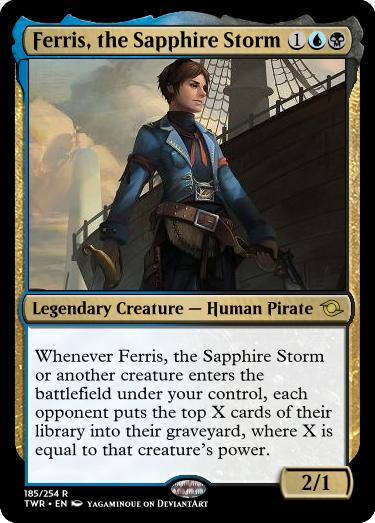 Ferris, the Sapphire Storm 1
Legendary Creature — Human Pirate
Whenever Ferris, the Sapphire Storm
or another creature enters the
battlefield under your control, each
opponent puts the top X cards of their
library into their graveyard, where X is
equal to that creature's power.
2/1
185/254 R
TWR • EN YAGAMINOUE ON DEVIANTART